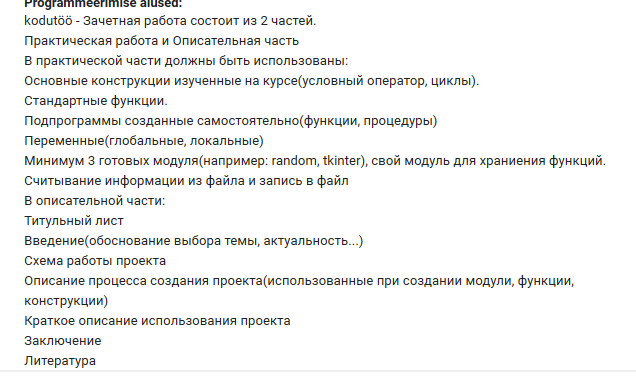 Programmeerimise alused:
kodutöö - Зачетная работа состоит из 2 частей.
Практическая работа и Описательная часть
В практической части должны быть использованы:
Основные конструкции изученные на курсе(условный оператор, циклы).
Стандартные функции.
Подпрограммы созданные самостоятельно(функции, процедуры)
Переменные(глобальные, локальные)
Минимум 3 готовых модуля(например: random, tkinter), свой модуль для храниения функций.
Считывание информации из файла и запись в файл
В описательной части:
Титульный лист
Введение(обоснование выбора темы, актуальность...)
Схема работы проекта
Описание процесса создания проекта(использованные при создании модули, функции,
конструкции)
Краткое описание использования проекта
Заключение
Литература